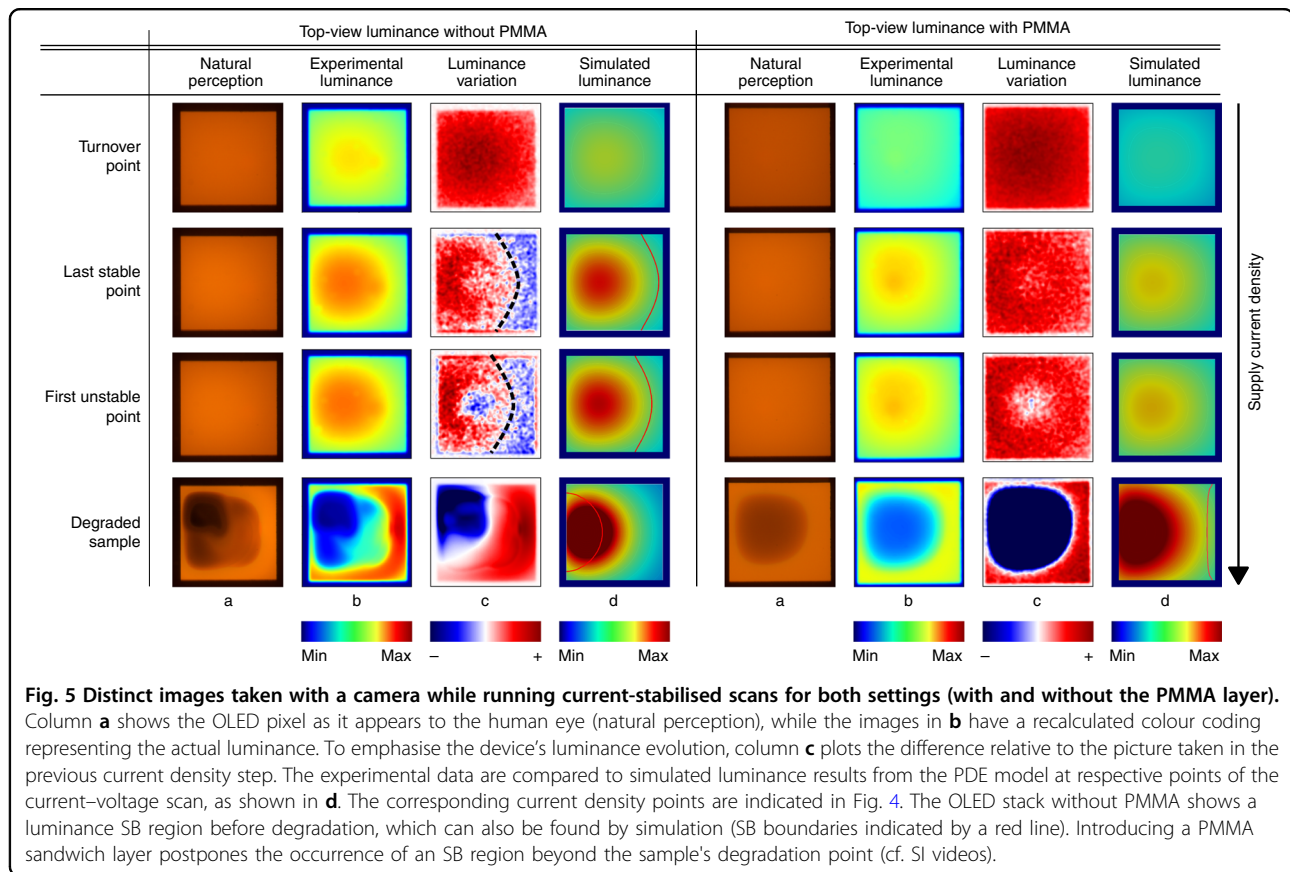 Top-view luminance without PMMA
Top-view luminance with PMMA
Natural perception
Experimental luminance
Luminance variation
Simulated luminance
Natural perception
Experimental luminance
Luminance variation
Simulated luminance
Turnover point
Last stable point
First unstable point
Degraded sample
Supply current density
a
b
c
d
a
b
c
d
Min Max
– +
Min Max
Min Max
– +
Min Max
Fig. 5 Distinct images taken with a camera while running current-stabilised scans for both settings (with and without the PMMA layer).
Column a shows the OLED pixel as it appears to the human eye (natural perception), while the images in b have a recalculated colour coding
representing the actual luminance. To emphasise the device's luminance evolution, column c plots the difference relative to the picture taken in the
previous current density step. The experimental data are compared to simulated luminance results from the PDE model at respective points of the
current–voltage scan, as shown in d. The corresponding current density points are indicated in Fig. 4. The OLED stack without PMMA shows a
luminance SB region before degradation, which can also be found by simulation (SB boundaries indicated by a red line). Introducing a PMMA
sandwich layer postpones the occurrence of an SB region beyond the sample's degradation point (cf. SI videos).